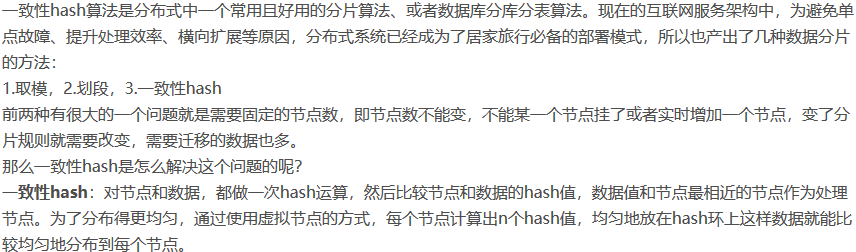 一致性hash算法是分布式中一个常用且好用的分片算法、或者数据库分库分表算法。现在的互联网服务架构中，为避免单
点故障、提升处理效率、横向扩展等原因，分布式系统已经成为了居家旅行必备的部署模式，所以也产出了几种数据分片
的方法：
1.取模，2.划段，3.一致性hash
前两种有很大的一个问题就是需要固定的节点数，即节点数不能变，不能某一个节点挂了或者实时增加一个节点，变了分
片规则就需要改变，需要迁移的数据也多。
那么一致性hash是怎么解决这个问题的呢？
一致性hash：对节点和数据，都做一次hash运算，然后比较节点和数据的hash值，数据值和节点最相近的节点作为处理
节点。为了分布得更均匀，通过使用虚拟节点的方式，每个节点计算出n个hash值，均匀地放在hash环上这样数据就能比
较均匀地分布到每个节点。